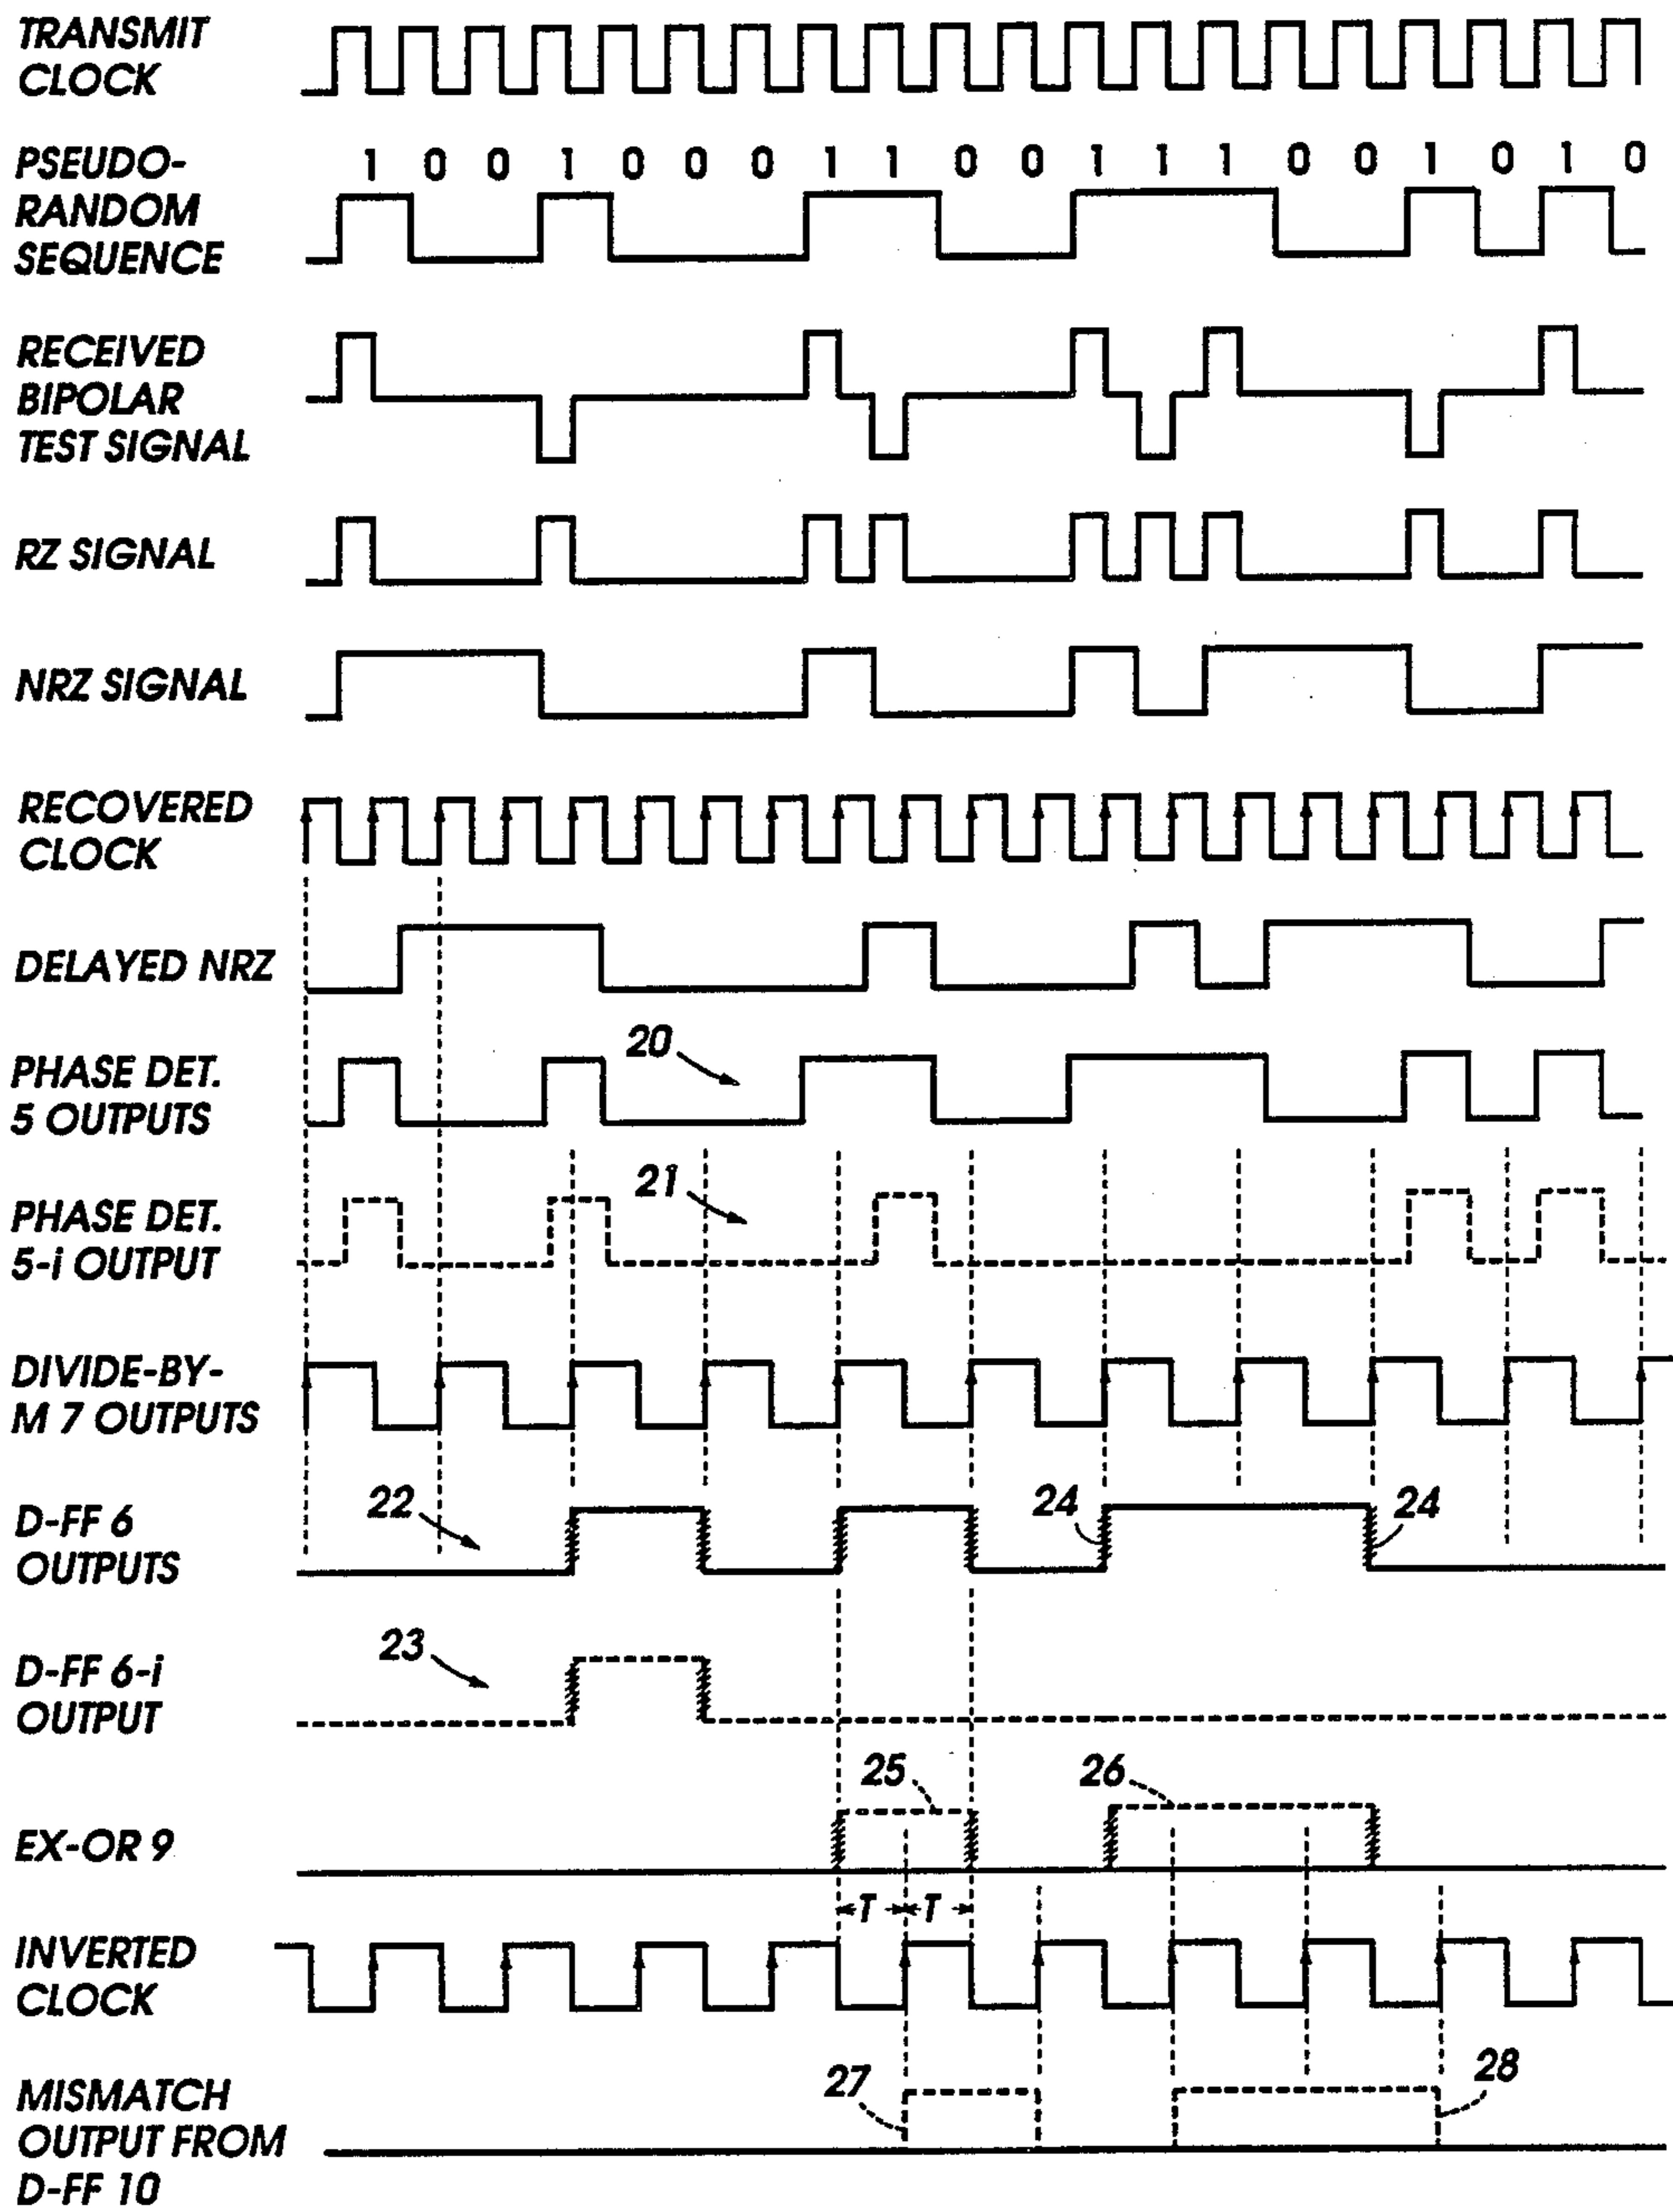 TRANSMIT
CLOCK
PSEUDO-
RANDOM
SEQUENCE
1 0 0 1 0 0 0 1 1 0 0 1 1 1 0 0 1 0 1 0
RECEIVED
BIPOLAR
TEST SIGNAL
RZ SIGNAL
NRZ SIGNAL
RECOVERED
CLOCK
DELAYED NRZ
PHASE DET.
5 OUTPUTS
20
PHASE DET.
5-i OUTPUT
21
DIVIDE-BY-
M 7 OUTPUTS
D-FF 6
OUTPUTS
22
24
24
D-FF 6-i
OUTPUT
23
EX-OR 9
25
26
T T
INVERTED
CLOCK
MISMATCH
OUTPUT FROM
D-FF 10
27
28